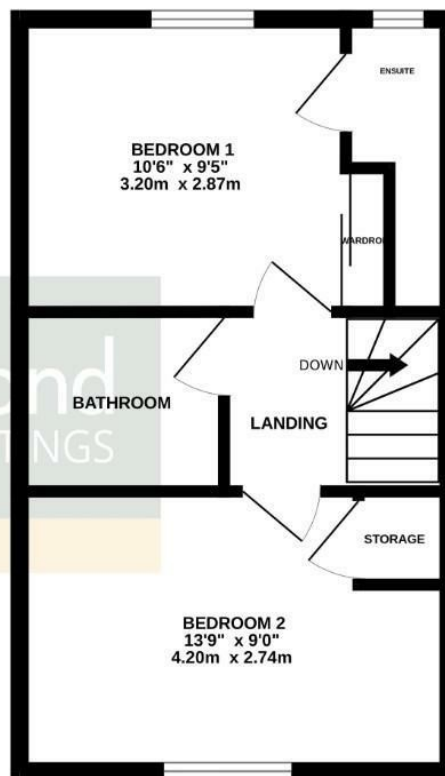 ENSUITE
BEDROOM 1
10'6" x 9'5"
3.20m x 2.87m
DOWN
BATHROOM
LANDING
STORAGE
BEDROOM 2
13'9" x 9'0"
4.20m x 2.74m